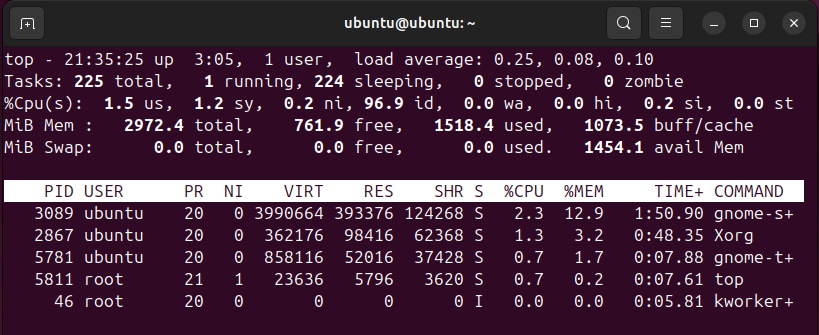 ubuntu@ubuntu: ~
top - 21:35:25 up  3:05,  1 user,  load average: 0.25, 0.08, 0.10
Tasks: 225 total,   1 running, 224 sleeping,   0 stopped,   0 zombie
%Cpu(s):  1.5 us,  1.2 sy,  0.2 ni, 96.9 id,  0.0 wa,  0.0 hi,  0.2 si,  0.0 st
MiB Mem :   2972.4 total,    761.9 free,   1518.4 used,   1073.5 buff/cache
MiB Swap:      0.0 total,      0.0 free,      0.0 used.   1454.1 avail Mem
PID USER      PR  NI    VIRT    RES    SHR S  %CPU  %MEM     TIME+ COMMAND
3089 ubuntu    20   0 3990664 393376 124268 S   2.3  12.9   1:50.90 gnome-s+
2867 ubuntu    20   0  362176  98416  62368 S   1.3   3.2   0:48.35 Xorg
5781 ubuntu    20   0  858116  52016  37428 S   0.7   1.7   0:07.88 gnome-t+
5811 root      21   1   23636   5796   3620 S   0.7   0.2   0:07.61 top
46 root      20   0       0      0      0 I   0.0   0.0   0:05.81 kworker+